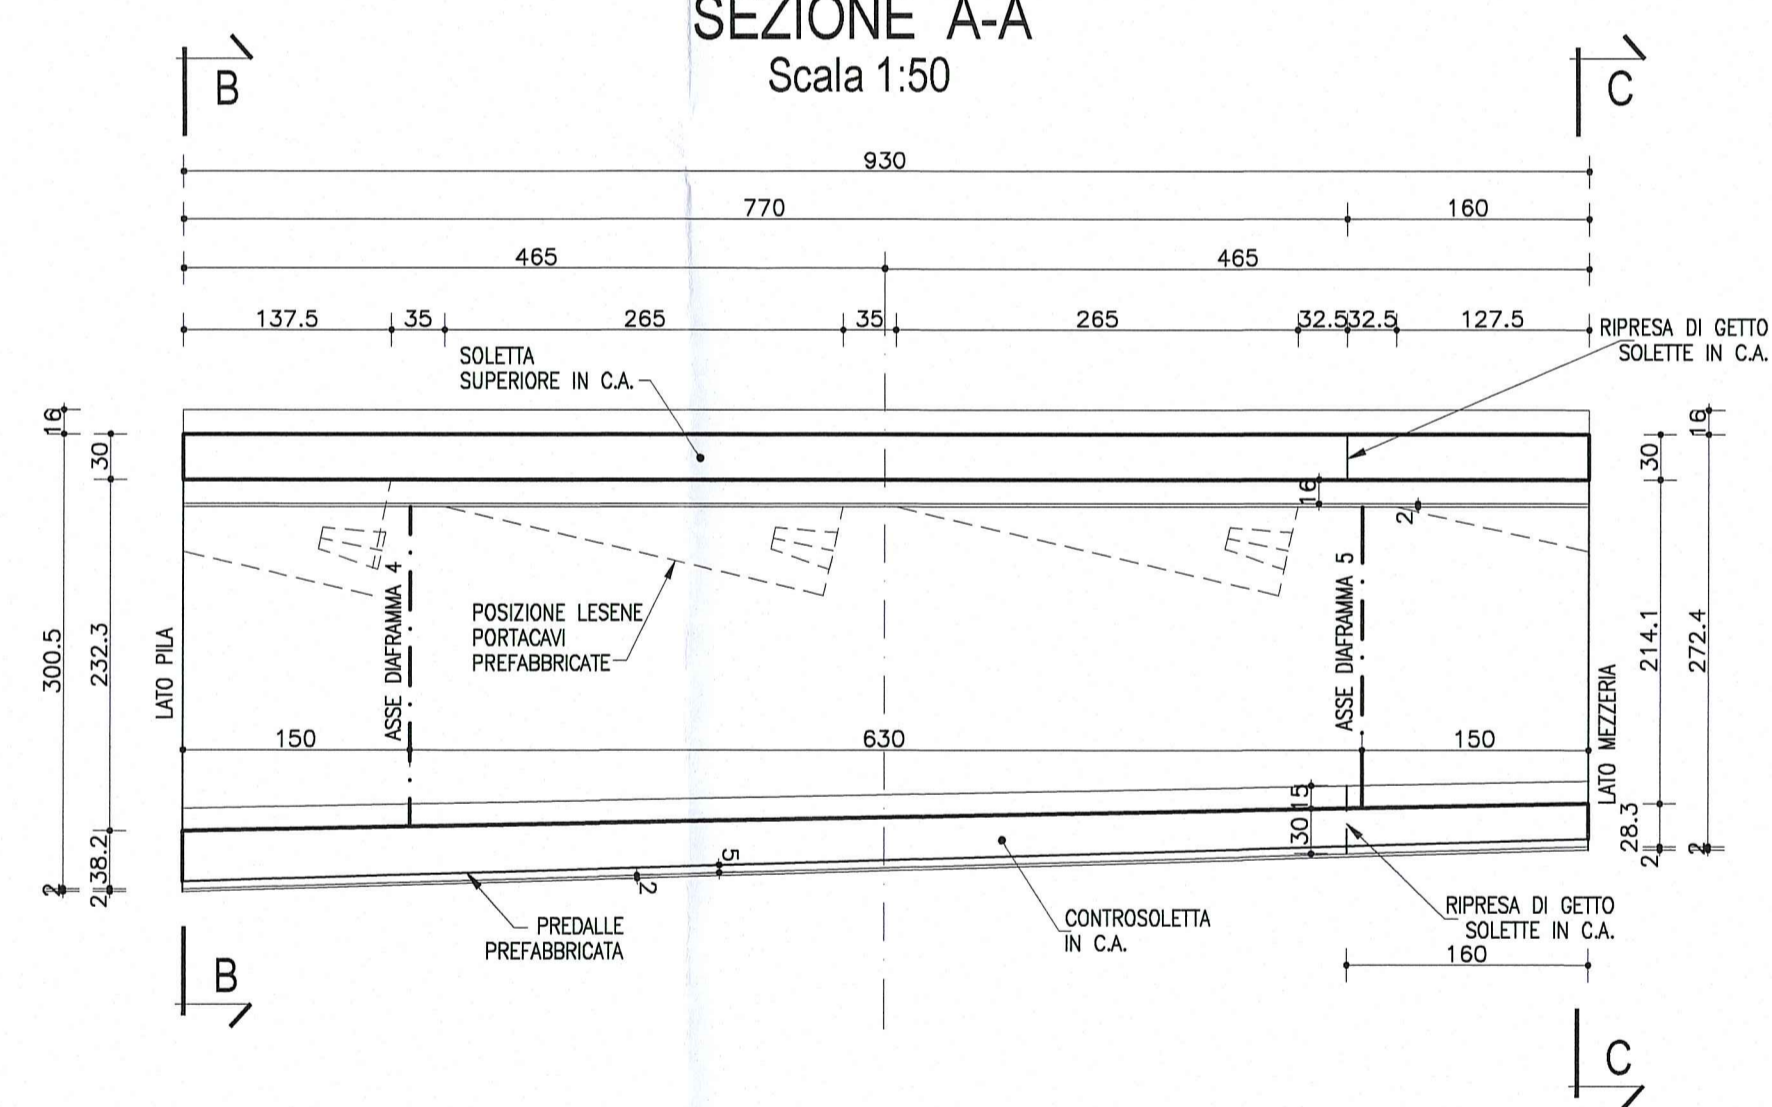 SEZIONE A-A
Scala 1:50
B
C
930
770
160
465
465
137.5
35
265
35
265
32.5
32.5
127.5
SOLETTA
SUPERIORE IN C.A.
RIPRESA DI GETTO
SOLETTE IN C.A.
16
30
16
30
16
2
300.5
232.3
LATO PILA
ASSE DIAFRAMMA 4
POSIZIONE LESENE
PORTACAVI
PREFABBRICATE
ASSE DIAFRAMMA 5
LATO MEZZERIA
214.1
272.4
150
630
150
15
30
28.3
2
2
38.2
2
2
5
2
PREDALLE
PREFABBRICATA
CONTROSOLETTA
IN C.A.
RIPRESA DI GETTO
SOLETTE IN C.A.
160
B
C